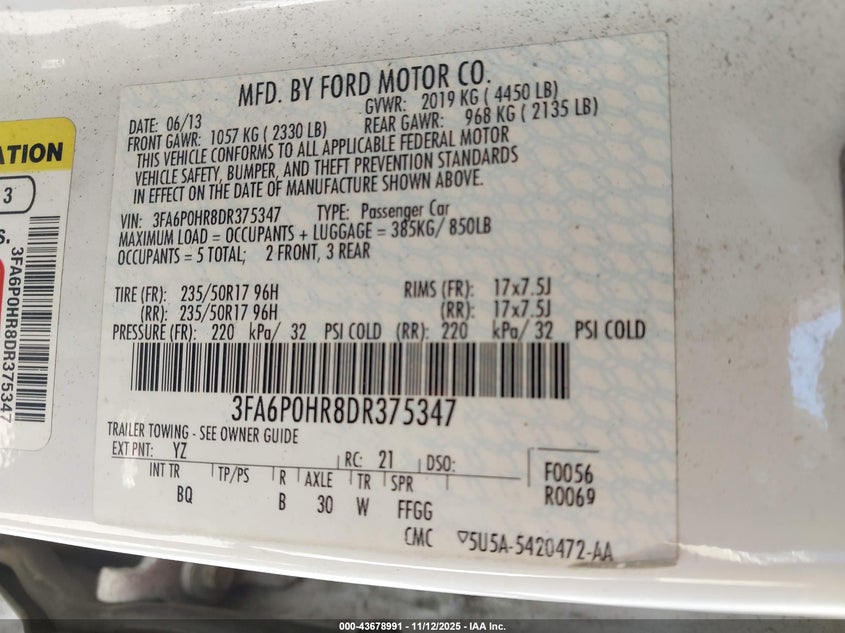 MFD. BY FORD MOTOR CO.
DATE: 06/13
GVWR: 2019 KG ( 4450 LB)
FRONT GAWR: 1057 KG ( 2330 LB)
REAR GAWR: 968 KG ( 2135 LB)
THIS VEHICLE CONFORMS TO ALL APPLICABLE FEDERAL MOTOR
VEHICLE SAFETY, BUMPER, AND THEFT PREVENTION STANDARDS
IN EFFECT ON THE DATE OF MANUFACTURE SHOWN ABOVE.
VIN: 3FA6P0HR8DR375347 TYPE: Passenger Car
MAXIMUM LOAD = OCCUPANTS + LUGGAGE = 385KG/ 850LB
OCCUPANTS = 5 TOTAL; 2 FRONT, 3 REAR
TIRE (FR): 235/50R17 96H RIMS (FR): 17x7.5J
(RR): 235/50R17 96H (RR): 17x7.5J
PRESSURE (FR): 220 kPa/ 32 PSI COLD (RR): 220 kPa/ 32 PSI COLD
3FA6P0HR8DR375347
TRAILER TOWING - SEE OWNER GUIDE
EXT PNT: YZ RC: 21 DSO:
INT TR TP/PS R AXLE TR SPR
BQ B 30 W FFGG
F0056
R0069
CMC ▽5U5A-5420472-AA
ATION
3
S.
3FA6P0HR8DR375347
000-43678991 - 11/12/2025 - IAA Inc.